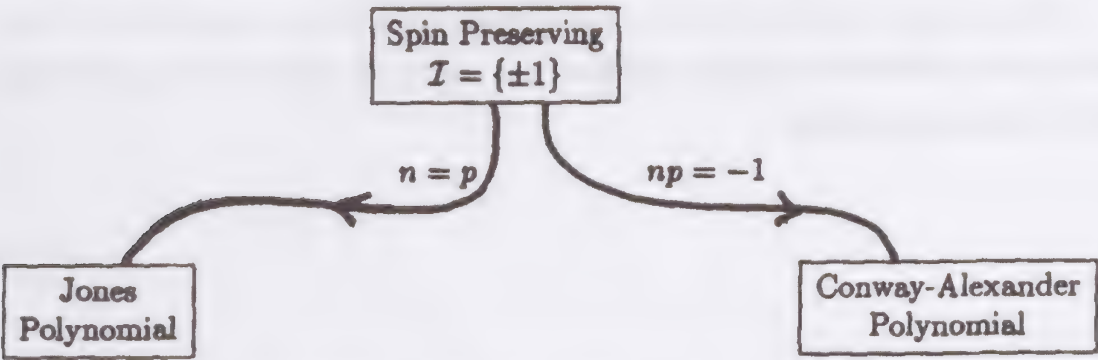 Spin Preserving
𝓘 = {±1}
n = p
np = −1
Jones
Polynomial
Conway-Alexander
Polynomial